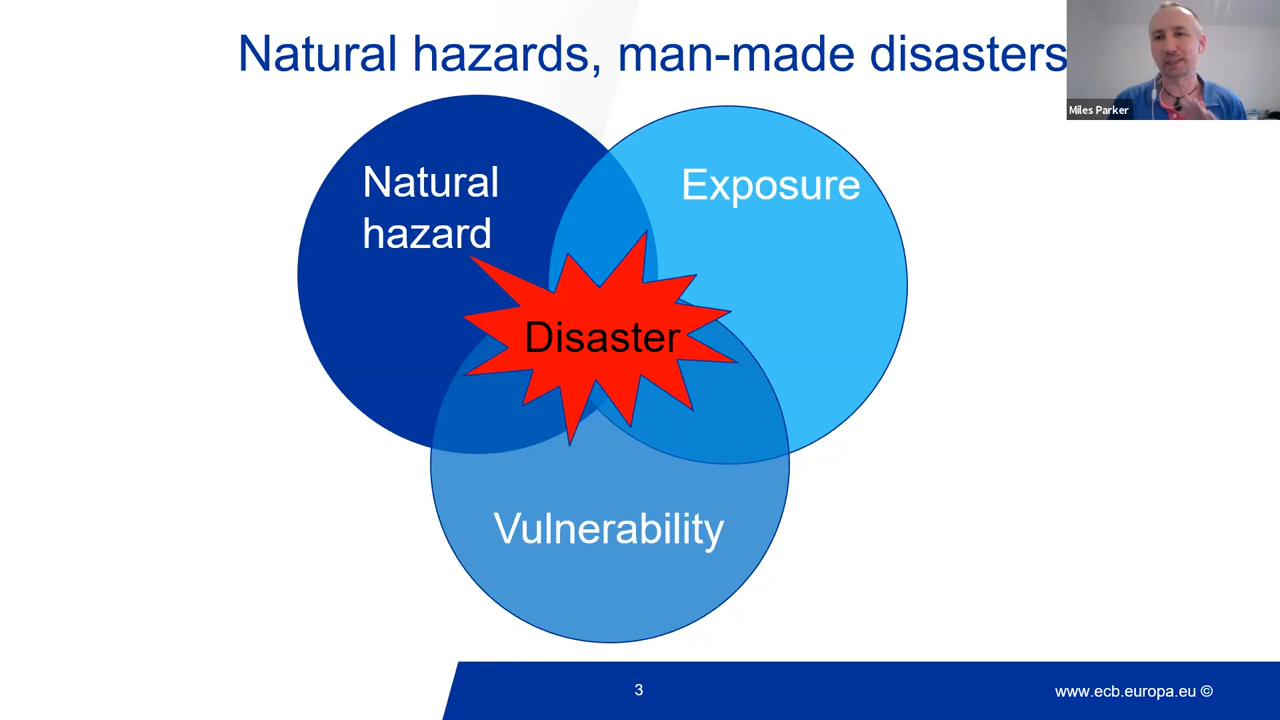 Natural hazards, man-made disasters
Miles Parker
Natural
hazard
Exposure
Disaster
Vulnerability
3
www.ecb.europa.eu ©